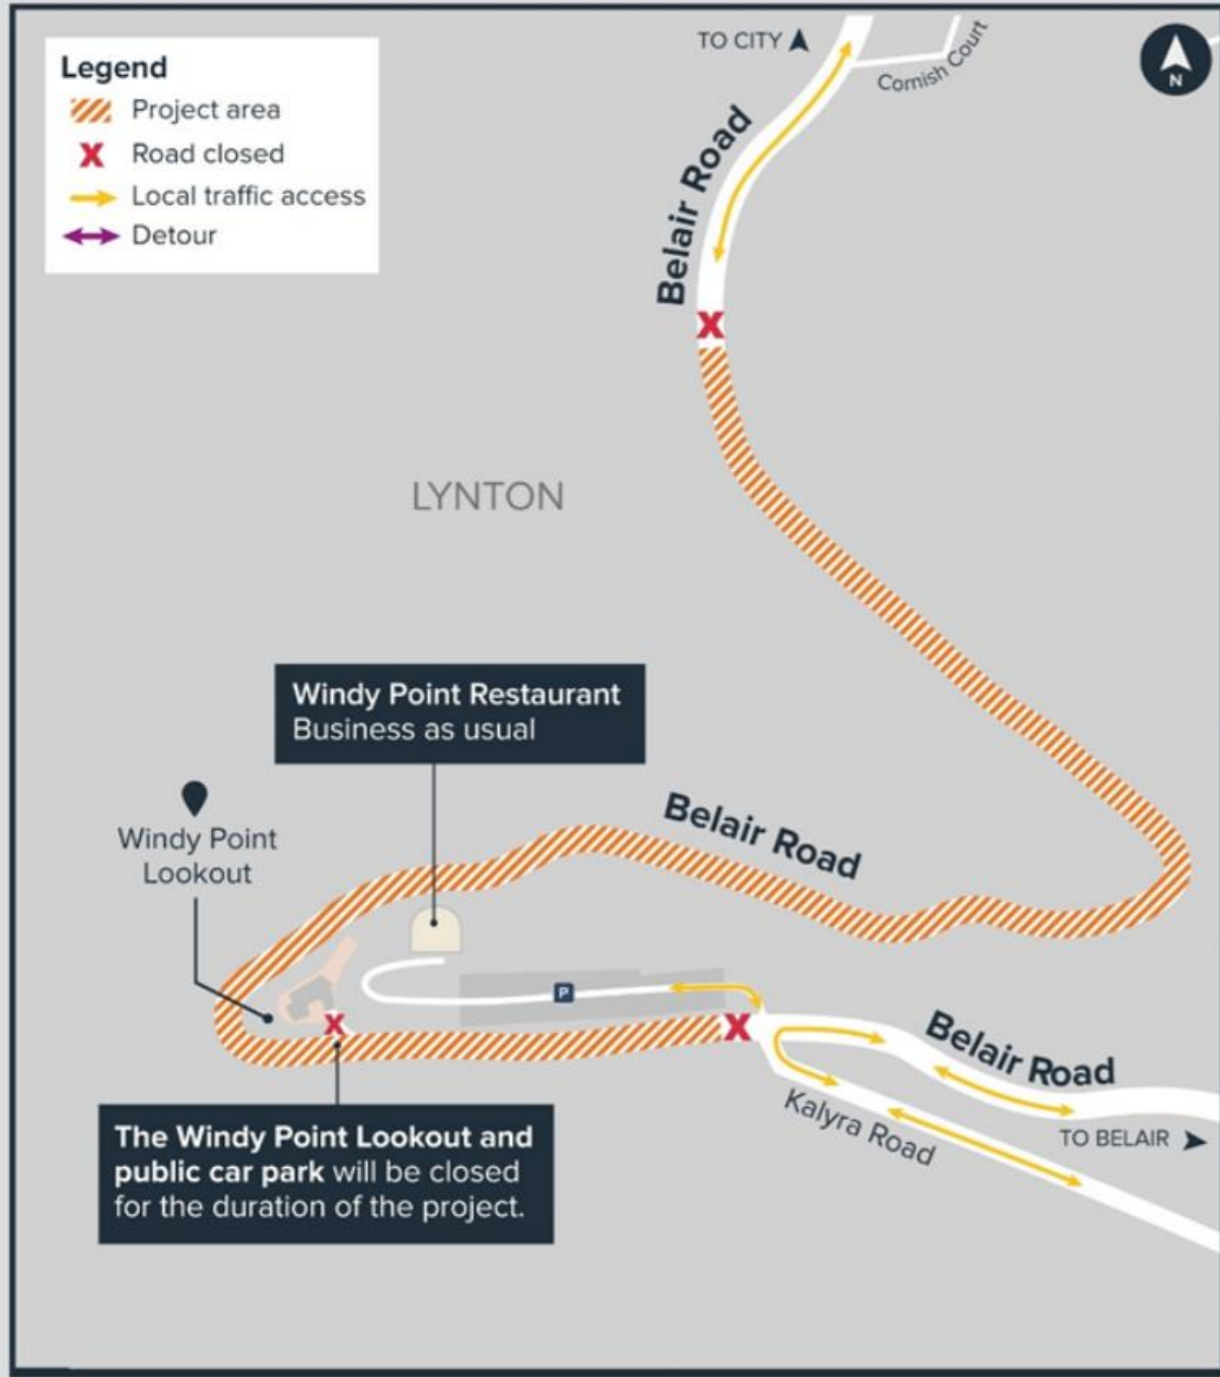 Legend
Project area
X Road closed
Local traffic access
Detour
TO CITY
Cornish Court
N
Belair Road
X
LYNTON
Windy Point Restaurant
Business as usual
Windy Point
Lookout
Belair Road
P
X
X
Belair Road
Kalyra Road
TO BELAIR
The Windy Point Lookout and
public car park will be closed
for the duration of the project.